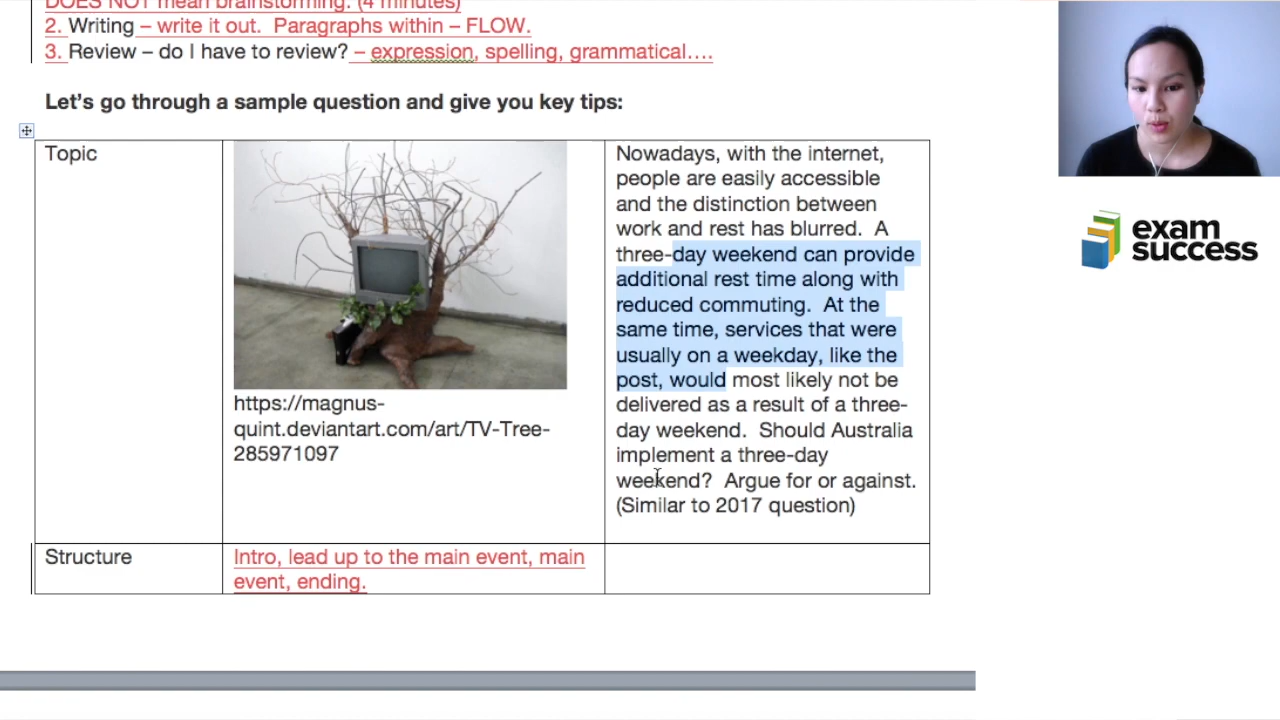 DOES NOT mean brainstorming. (4 minutes)
2. Writing – write it out.  Paragraphs within – FLOW.
3. Review – do I have to review? – expression, spelling, grammatical….
Let’s go through a sample question and give you key tips:
Topic
https://magnus-
quint.deviantart.com/art/TV-Tree-
285971097
Nowadays, with the internet,
people are easily accessible
and the distinction between
work and rest has blurred.  A
three-day weekend can provide
additional rest time along with
reduced commuting.  At the
same time, services that were
usually on a weekday, like the
post, would most likely not be
delivered as a result of a three-
day weekend.  Should Australia
implement a three-day
weekend?  Argue for or against.
(Similar to 2017 question)
Structure
Intro, lead up to the main event, main
event, ending.
exam
success